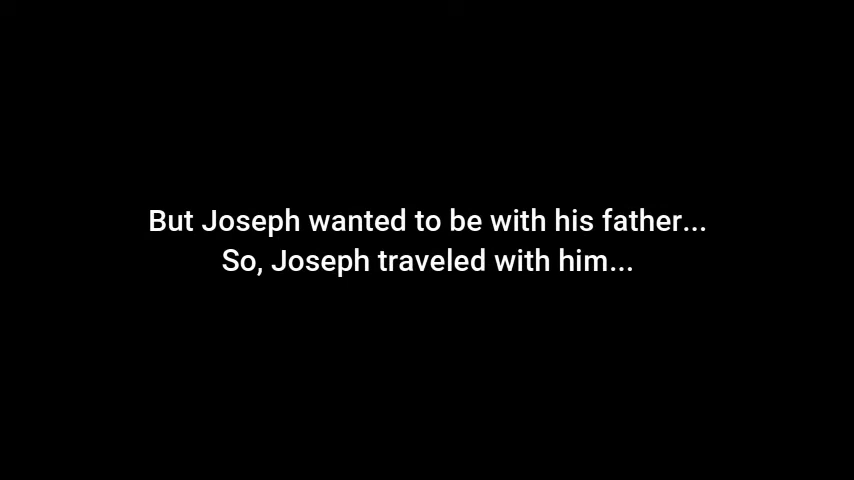 But Joseph wanted to be with his father...
So, Joseph traveled with him...